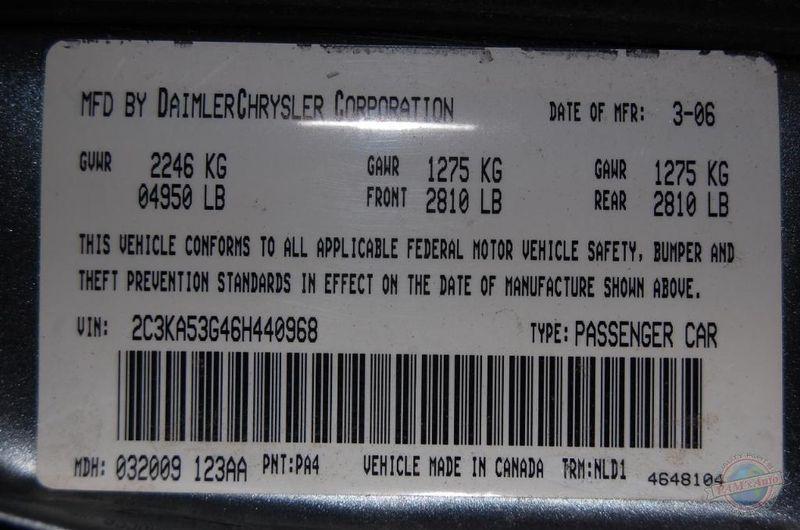 MFD BY DAIMLERCHRYSLER CORPORATION DATE OF MFR: 3-06
GVWR 2246 KG GAWR 1275 KG GAWR 1275 KG
04950 LB FRONT 2810 LB REAR 2810 LB
THIS VEHICLE CONFORMS TO ALL APPLICABLE FEDERAL MOTOR VEHICLE SAFETY, BUMPER AND
THEFT PREVENTION STANDARDS IN EFFECT ON THE DATE OF MANUFACTURE SHOWN ABOVE.
VIN: 2C3KA53G46H440968 TYPE: PASSENGER CAR
MDH: 032009 123AA PNT:PA4 VEHICLE MADE IN CANADA TRM:NLD1
4648104